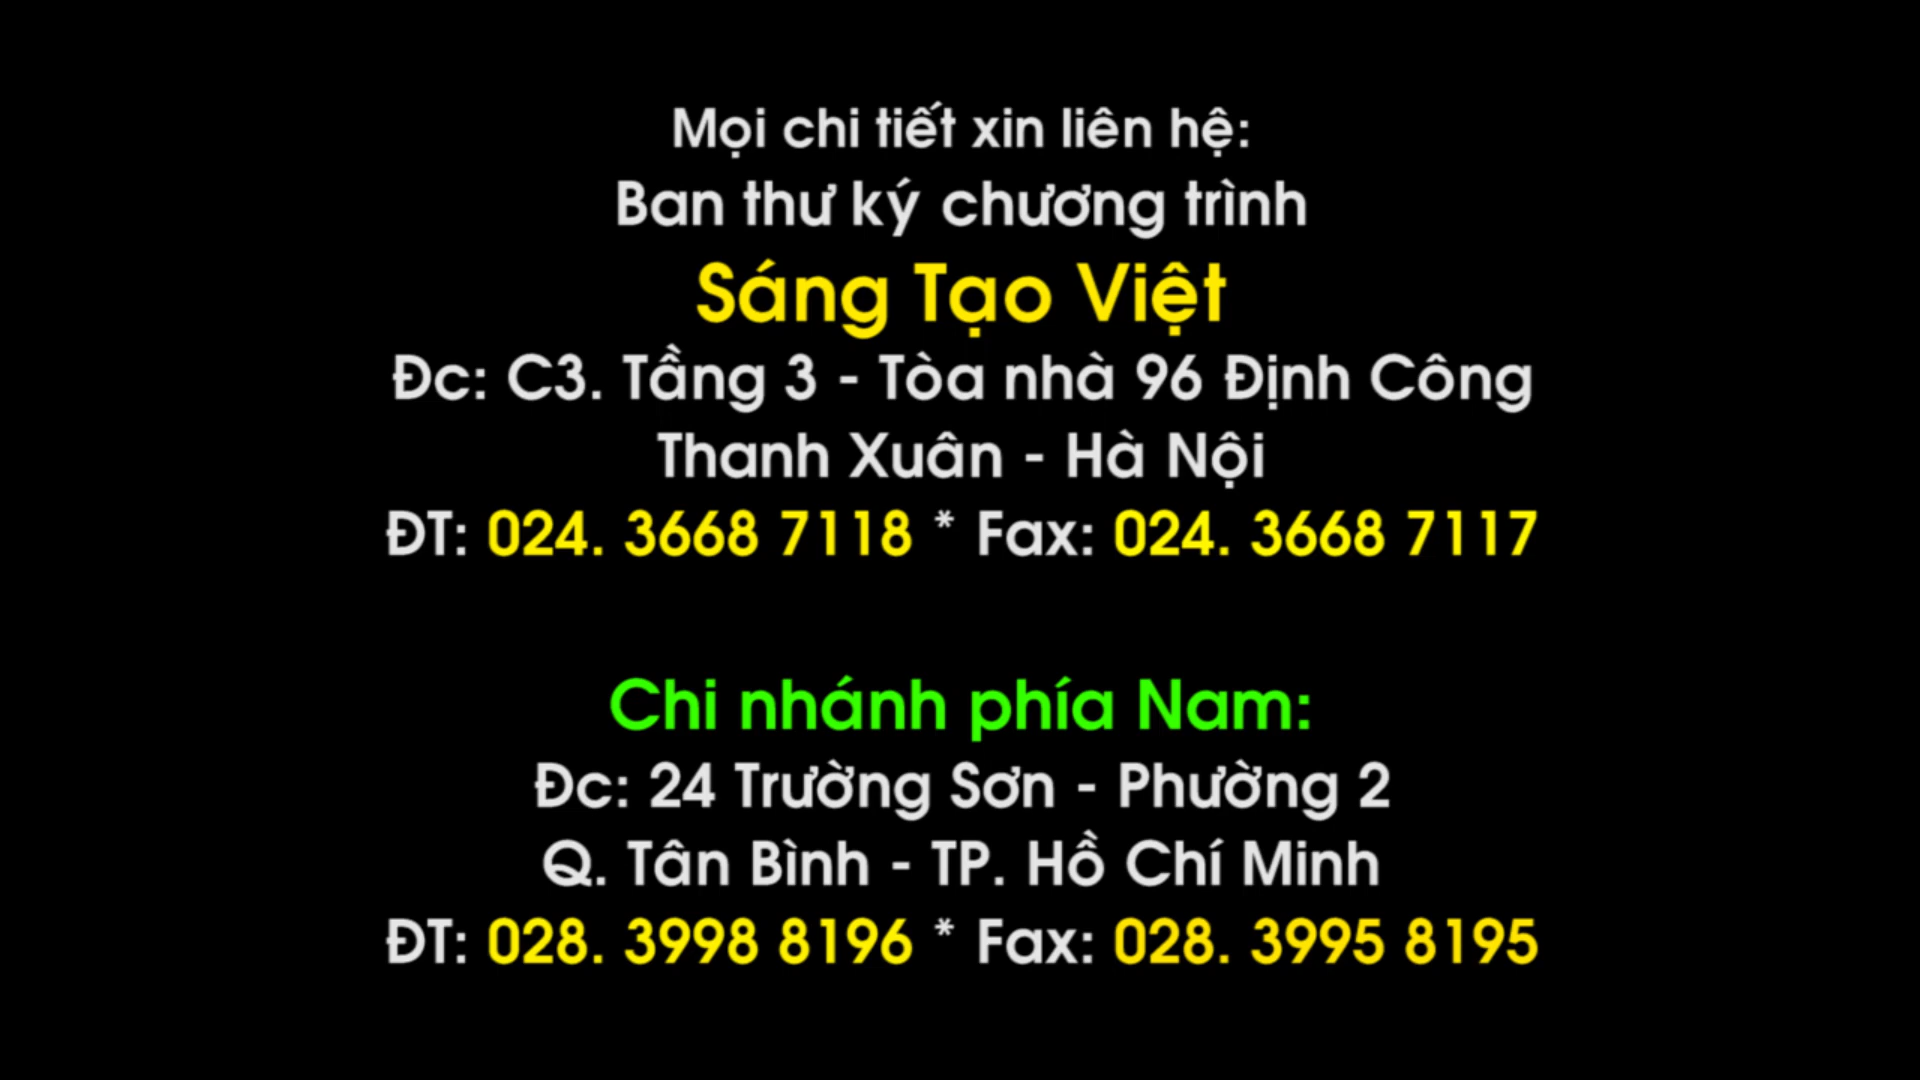 Mọi chi tiết xin liên hệ:
Ban thư ký chương trình
Sáng Tạo Việt
Đc: C3. Tầng 3 - Tòa nhà 96 Định Công
Thanh Xuân - Hà Nội
ĐT: 024. 3668 7118 * Fax: 024. 3668 7117
Chi nhánh phía Nam:
Đc: 24 Trường Sơn - Phường 2
Q. Tân Bình - TP. Hồ Chí Minh
ĐT: 028. 3998 8196 * Fax: 028. 3995 8195